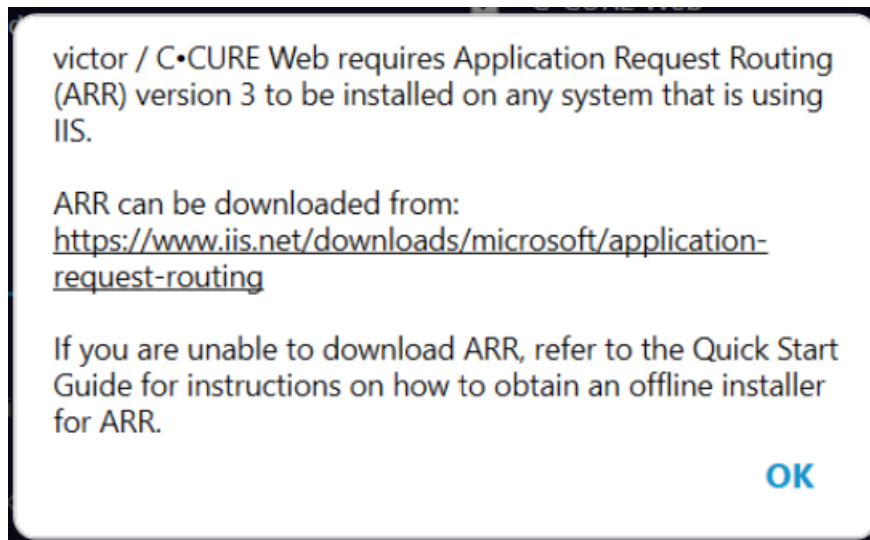 victor / C•CURE Web requires Application Request Routing
(ARR) version 3 to be installed on any system that is using
IIS.
ARR can be downloaded from:
https://www.iis.net/downloads/microsoft/application-
request-routing
If you are unable to download ARR, refer to the Quick Start
Guide for instructions on how to obtain an offline installer
for ARR.
OK